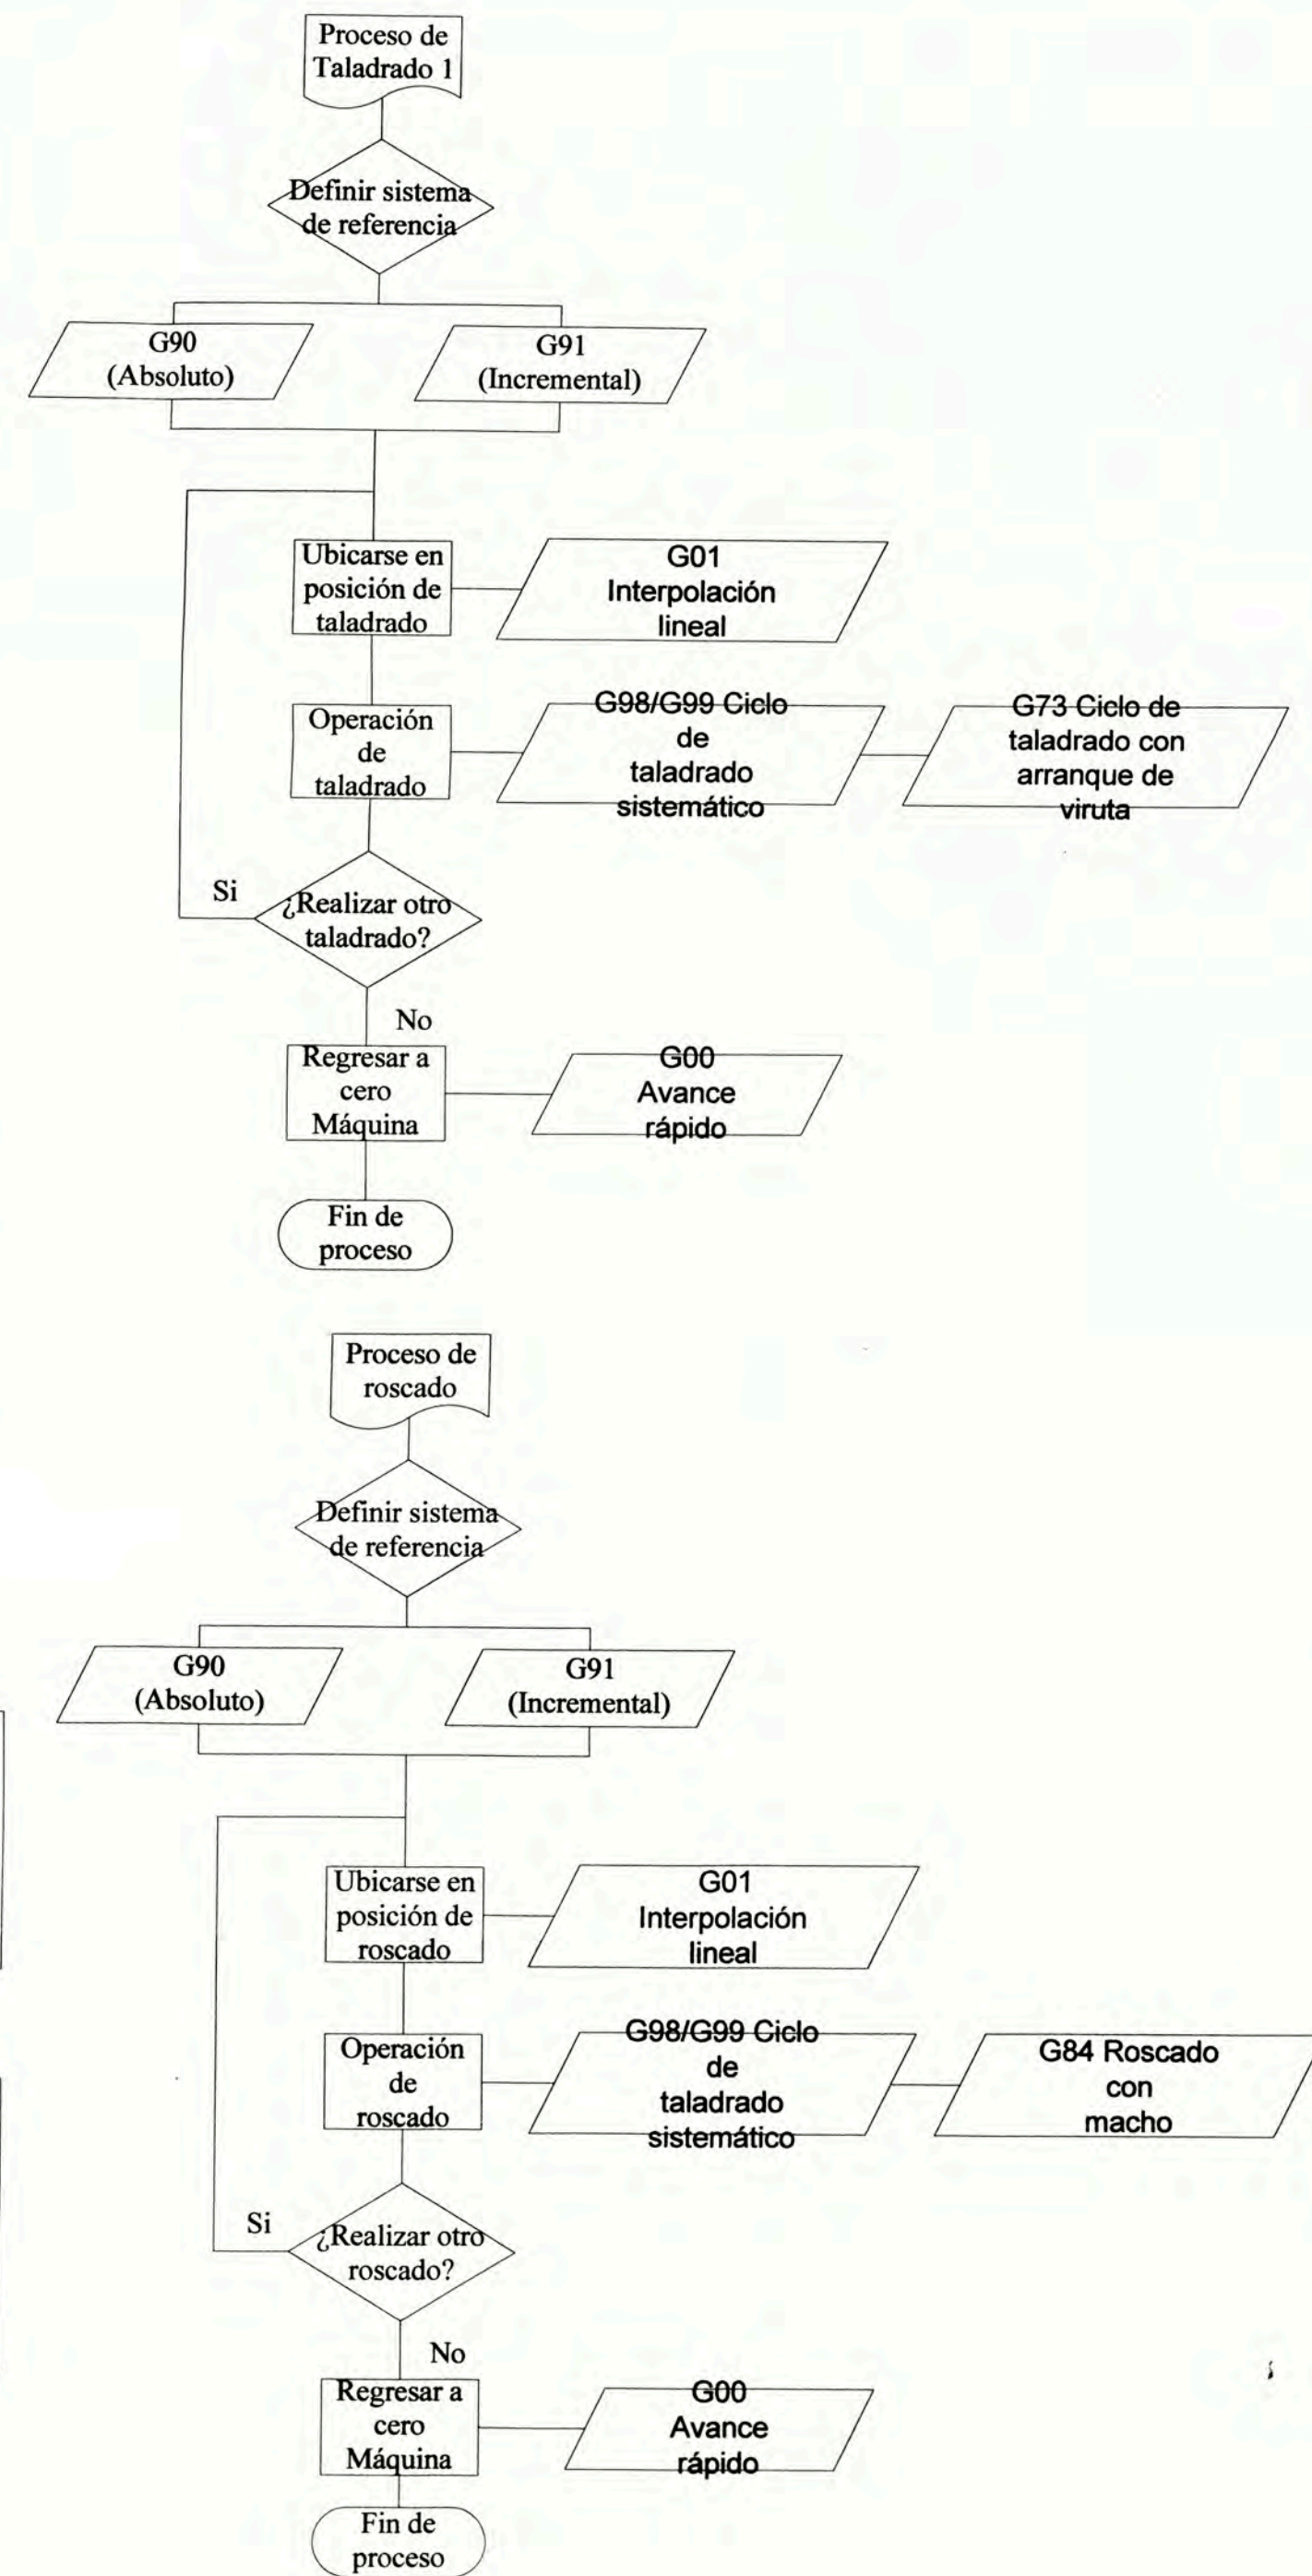 Proceso de
Taladrado 1
Definir sistema
de referencia
G90
(Absoluto)
G91
(Incremental)
Ubicarse en
posición de
taladrado
G01
Interpolación
lineal
Operación
de
taladrado
G98/G99 Ciclo
de
taladrado
sistemático
G73 Ciclo de
taladrado con
arranque de
viruta
Si
¿Realizar otro
taladrado?
No
Regresar a
cero
Máquina
G00
Avance
rápido
Fin de
proceso
Proceso de
roscado
Definir sistema
de referencia
G90
(Absoluto)
G91
(Incremental)
Ubicarse en
posición de
roscado
G01
Interpolación
lineal
Operación
de
roscado
G98/G99 Ciclo
de
taladrado
sistemático
G84 Roscado
con
macho
Si
¿Realizar otro
roscado?
No
Regresar a
cero
Máquina
G00
Avance
rápido
Fin de
proceso